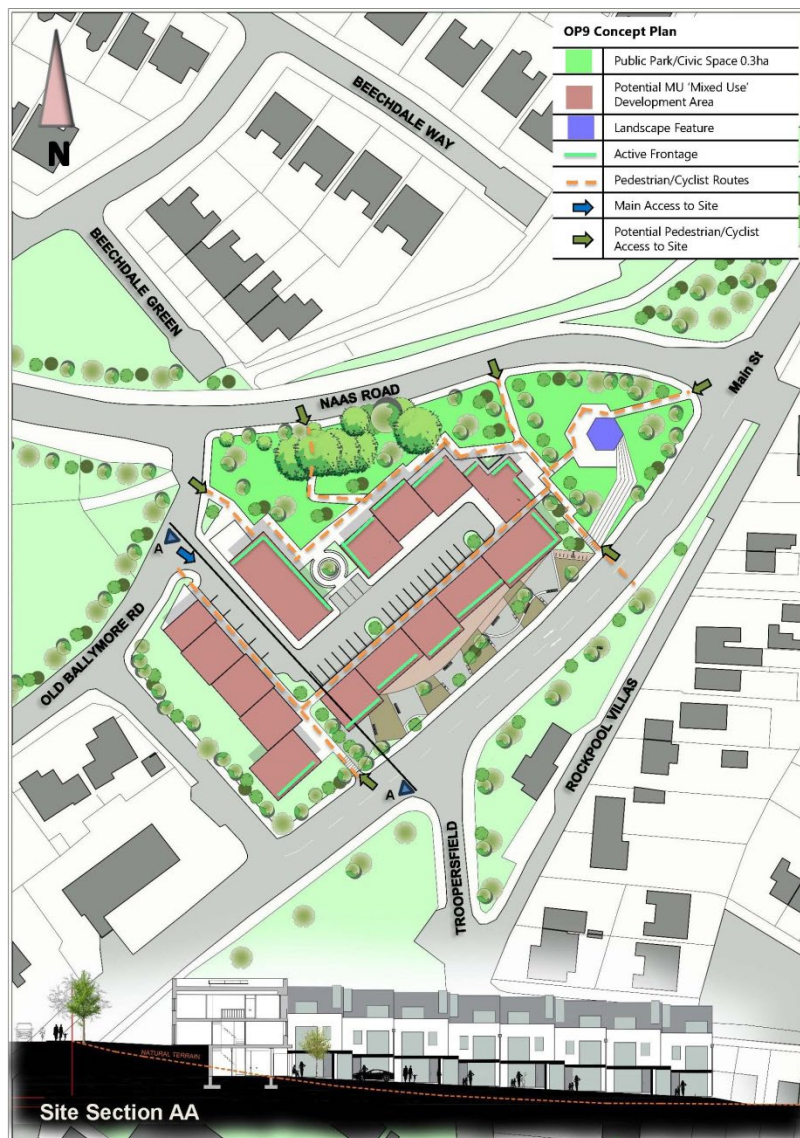 OP9 Concept Plan
Public Park/Civic Space 0.3ha
Potential MU ‘Mixed Use’
Development Area
Landscape Feature
Active Frontage
Pedestrian/Cyclist Routes
Main Access to Site
Potential Pedestrian/Cyclist
Access to Site
N
BEECHDALE WAY
BEECHDALE GREEN
NAAS ROAD
Main St
A
OLD BALLYMORE RD
ROCKPOOL VILLAS
A
TROOPERSFIELD
NATURAL TERRAIN
Site Section AA